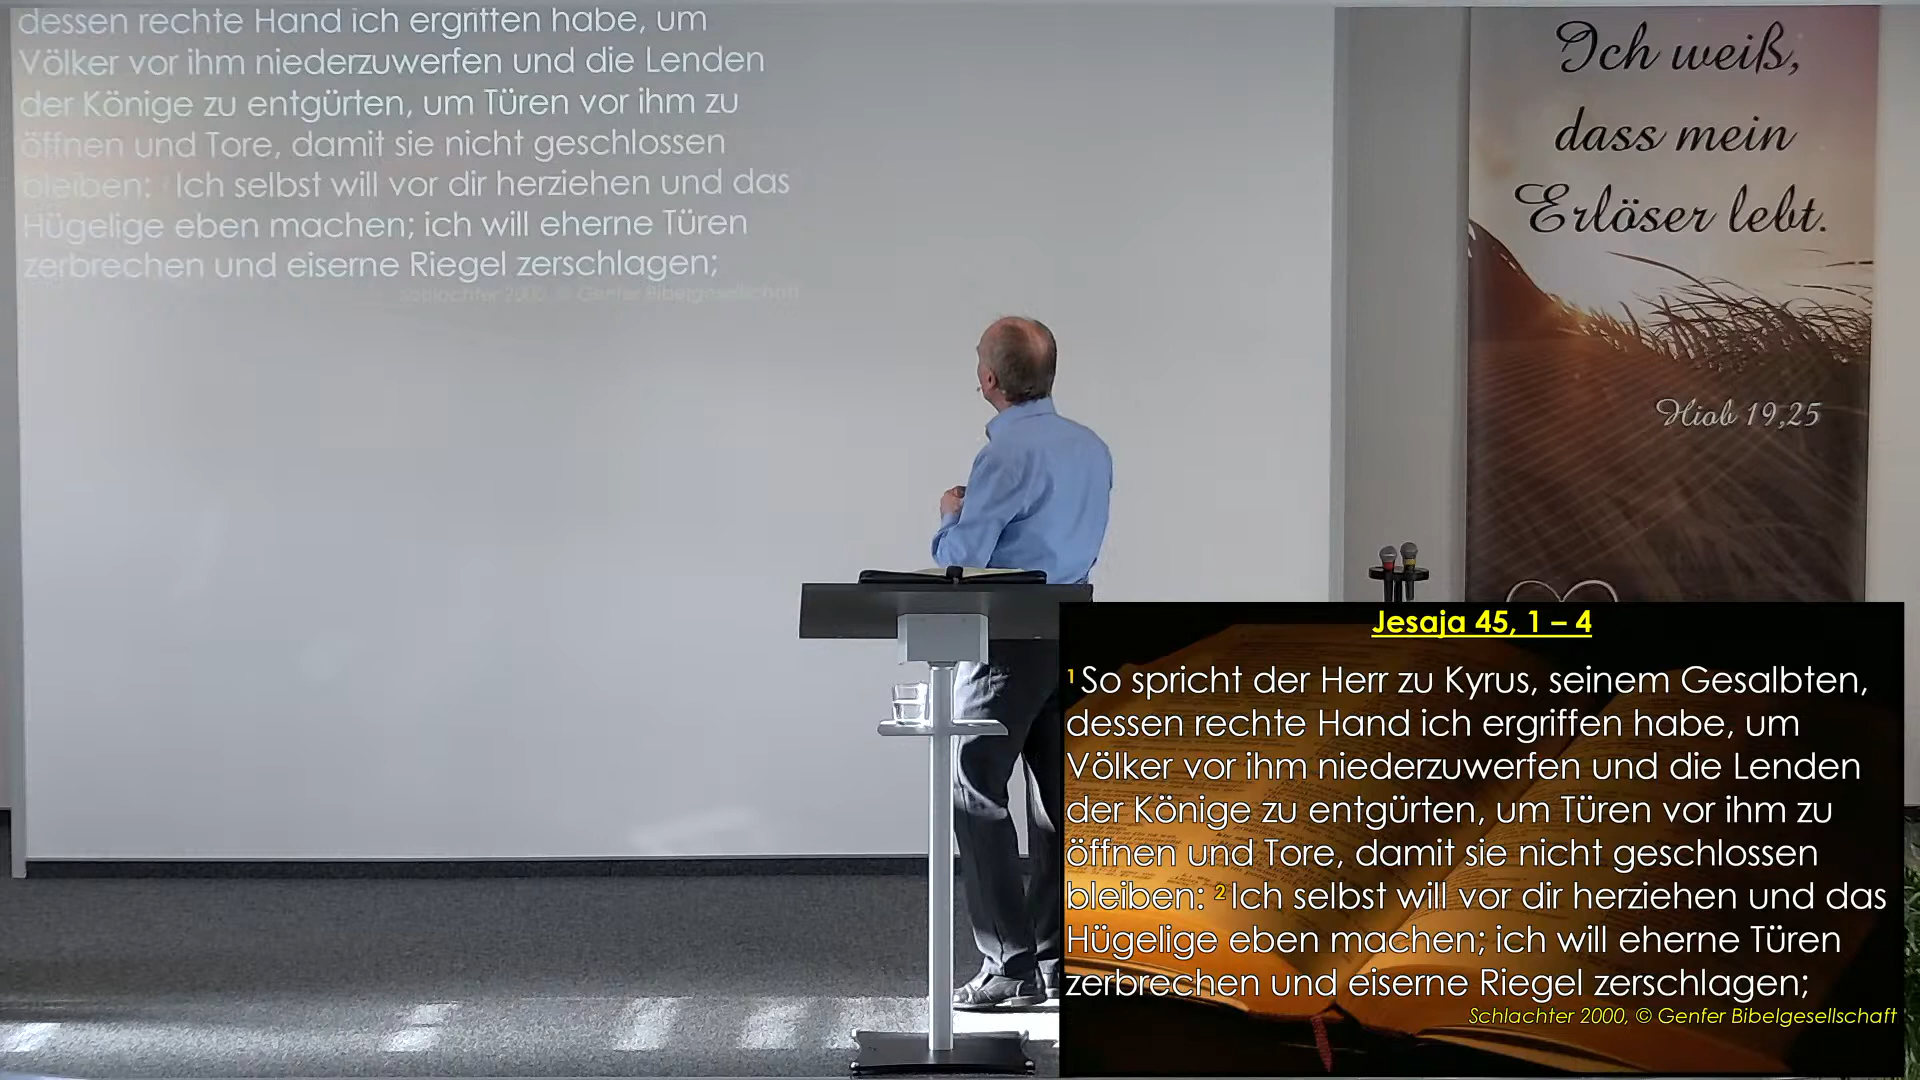 dessen rechte Hand ich ergriffen habe, um
Völker vor ihm niederzuwerfen und die Lenden
der Könige zu entgürten, um Türen vor ihm zu
öffnen und Tore, damit sie nicht geschlossen
bleiben: Ich selbst will vor dir herziehen und das
Hügelige eben machen; ich will eherne Türen
zerbrechen und eiserne Riegel zerschlagen;
Schlachter 2000, © Genfer Bibelgesellschaft
Ich weiß,
dass mein
Erlöser lebt.
Hiob 19,25
Jesaja 45, 1 – 4
1 So spricht der Herr zu Kyrus, seinem Gesalbten,
dessen rechte Hand ich ergriffen habe, um
Völker vor ihm niederzuwerfen und die Lenden
der Könige zu entgürten, um Türen vor ihm zu
öffnen und Tore, damit sie nicht geschlossen
bleiben: 2 Ich selbst will vor dir herziehen und das
Hügelige eben machen; ich will eherne Türen
zerbrechen und eiserne Riegel zerschlagen;
Schlachter 2000, © Genfer Bibelgesellschaft